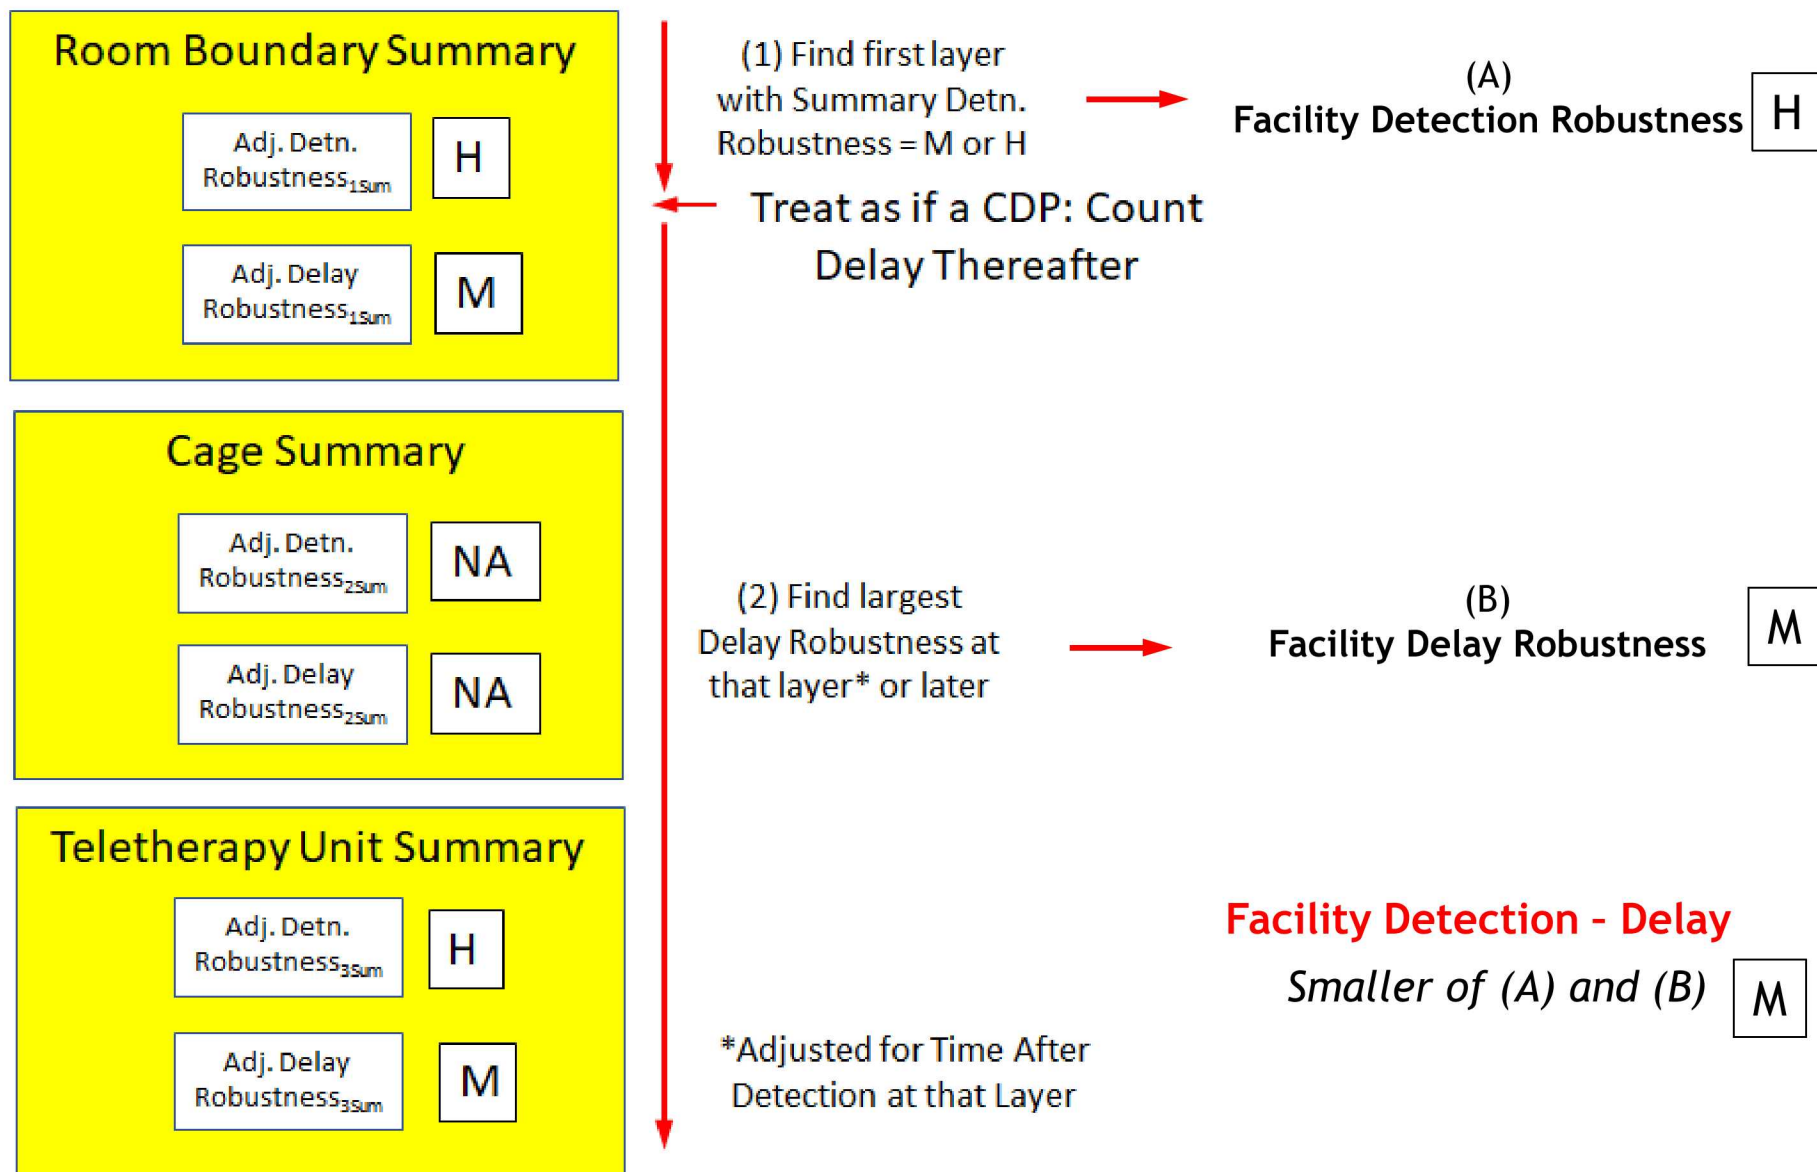 Room Boundary Summary
Adj. Detn.
Robustness1Sum
H
Adj. Delay
Robustness1Sum
M
Cage Summary
Adj. Detn.
Robustness2Sum
NA
Adj. Delay
Robustness2Sum
NA
Teletherapy Unit Summary
Adj. Detn.
Robustness3Sum
H
Adj. Delay
Robustness3Sum
M
(1) Find first layer
with Summary Detn.
Robustness = M or H
Treat as if a CDP: Count
Delay Thereafter
(2) Find largest
Delay Robustness at
that layer* or later
*Adjusted for Time After
Detection at that Layer
(A)
Facility Detection Robustness
H
(B)
Facility Delay Robustness
M
Facility Detection – Delay
Smaller of (A) and (B)
M